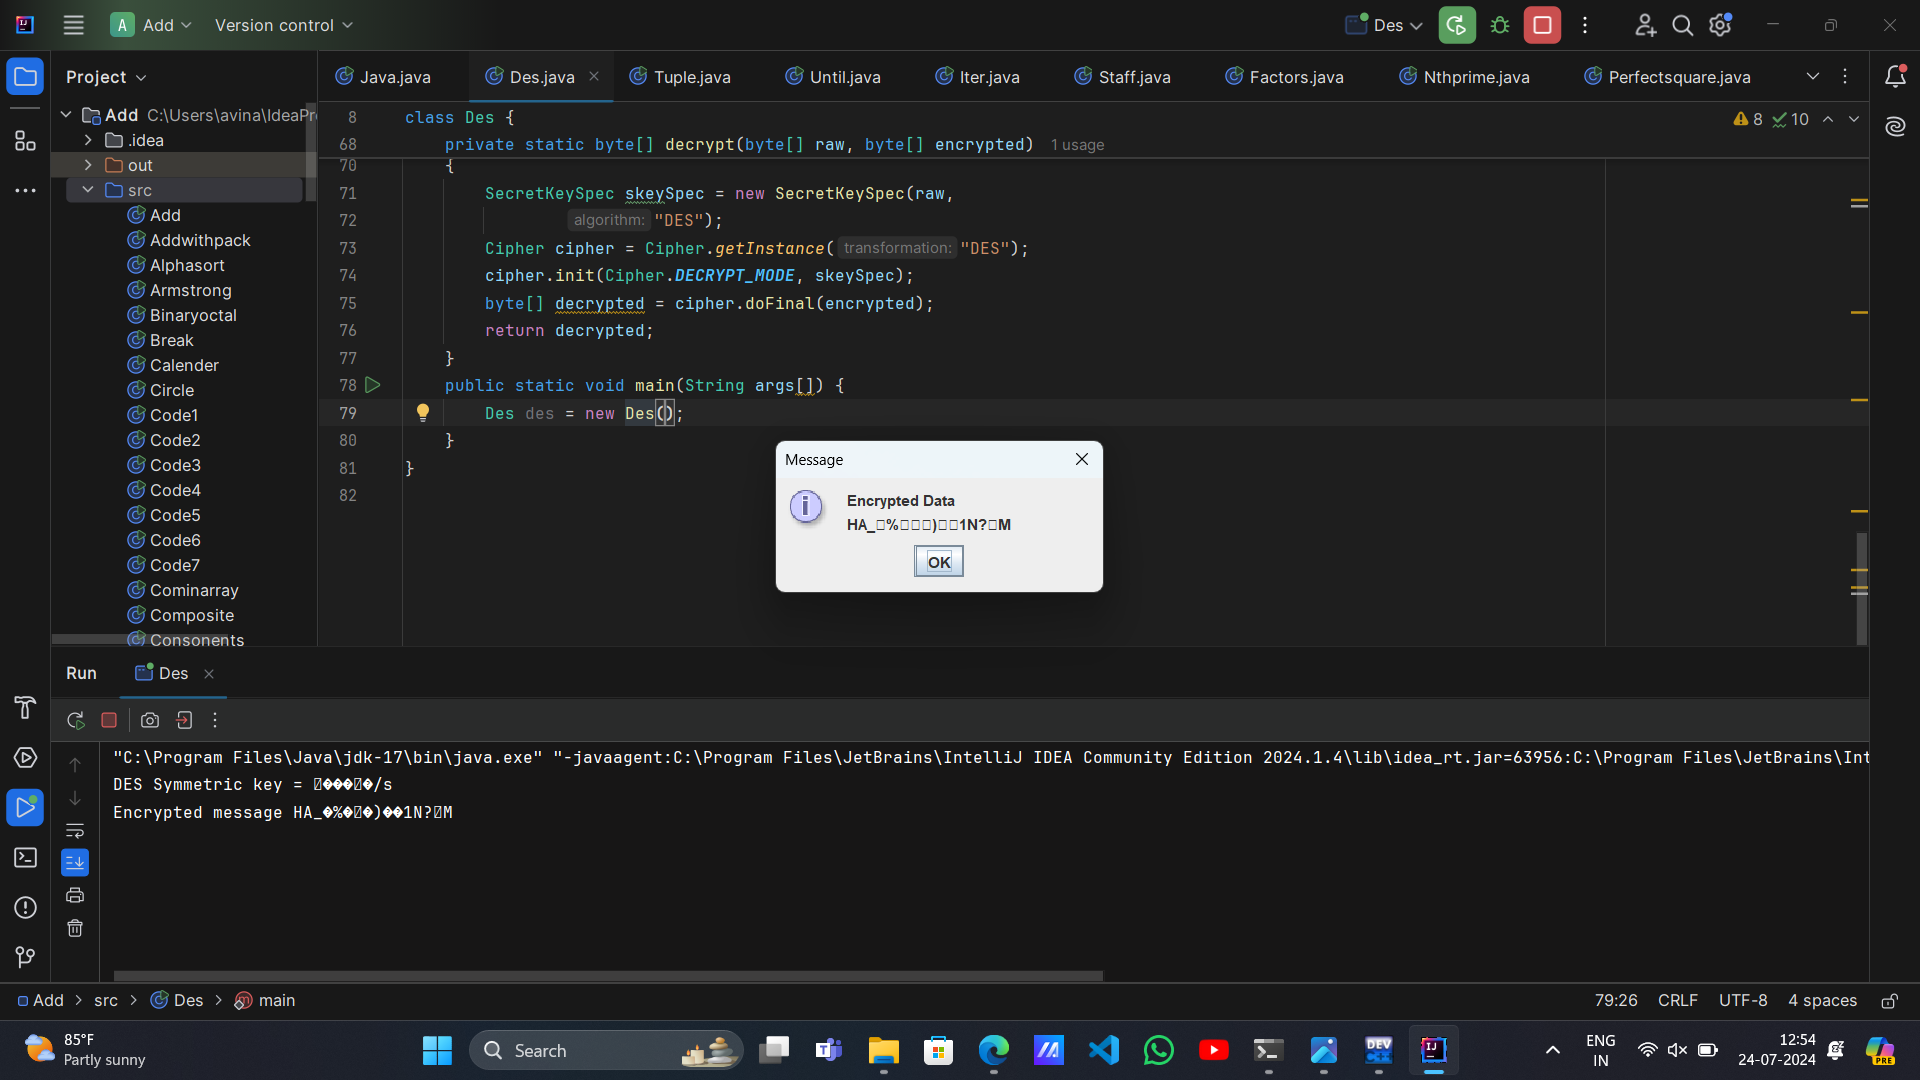 Add
Version control
Des
Project
Java.java
Des.java
Tuple.java
Until.java
Iter.java
Staff.java
Factors.java
Nthprime.java
Perfectsquare.java
Add C:\Users\avina\IdeaPr
.idea
out
src
Add
Addwithpack
Alphasort
Armstrong
Binaryoctal
Break
Calender
Circle
Code1
Code2
Code3
Code4
Code5
Code6
Code7
Cominarray
Composite
Consonents
8 class Des {
8 10
68 private static byte[] decrypt(byte[] raw, byte[] encrypted) 1 usage
70 {
71 SecretKeySpec skeySpec = new SecretKeySpec(raw,
72 algorithm: "DES");
73 Cipher cipher = Cipher.getInstance( transformation: "DES");
74 cipher.init(Cipher.DECRYPT_MODE, skeySpec);
75 byte[] decrypted = cipher.doFinal(encrypted);
76 return decrypted;
77 }
78 public static void main(String args[]) {
79 Des des = new Des();
80 }
81 }
82
Message
Encrypted Data
HA_▯%▯▯▯)▯▯1N?▯M
OK
Run
Des
"C:\Program Files\Java\jdk-17\bin\java.exe" "-javaagent:C:\Program Files\JetBrains\IntelliJ IDEA Community Edition 2024.1.4\lib\idea_rt.jar=63956:C:\Program Files\JetBrains\Int
DES Symmetric key = ▯���▯�/s
Encrypted message HA_�%�▯�)��1N?▯M
Add > src > Des > main
79:26 CRLF UTF-8 4 spaces
85°F
Partly sunny
Search
ENG
IN
12:54
24-07-2024
PRE
DEV